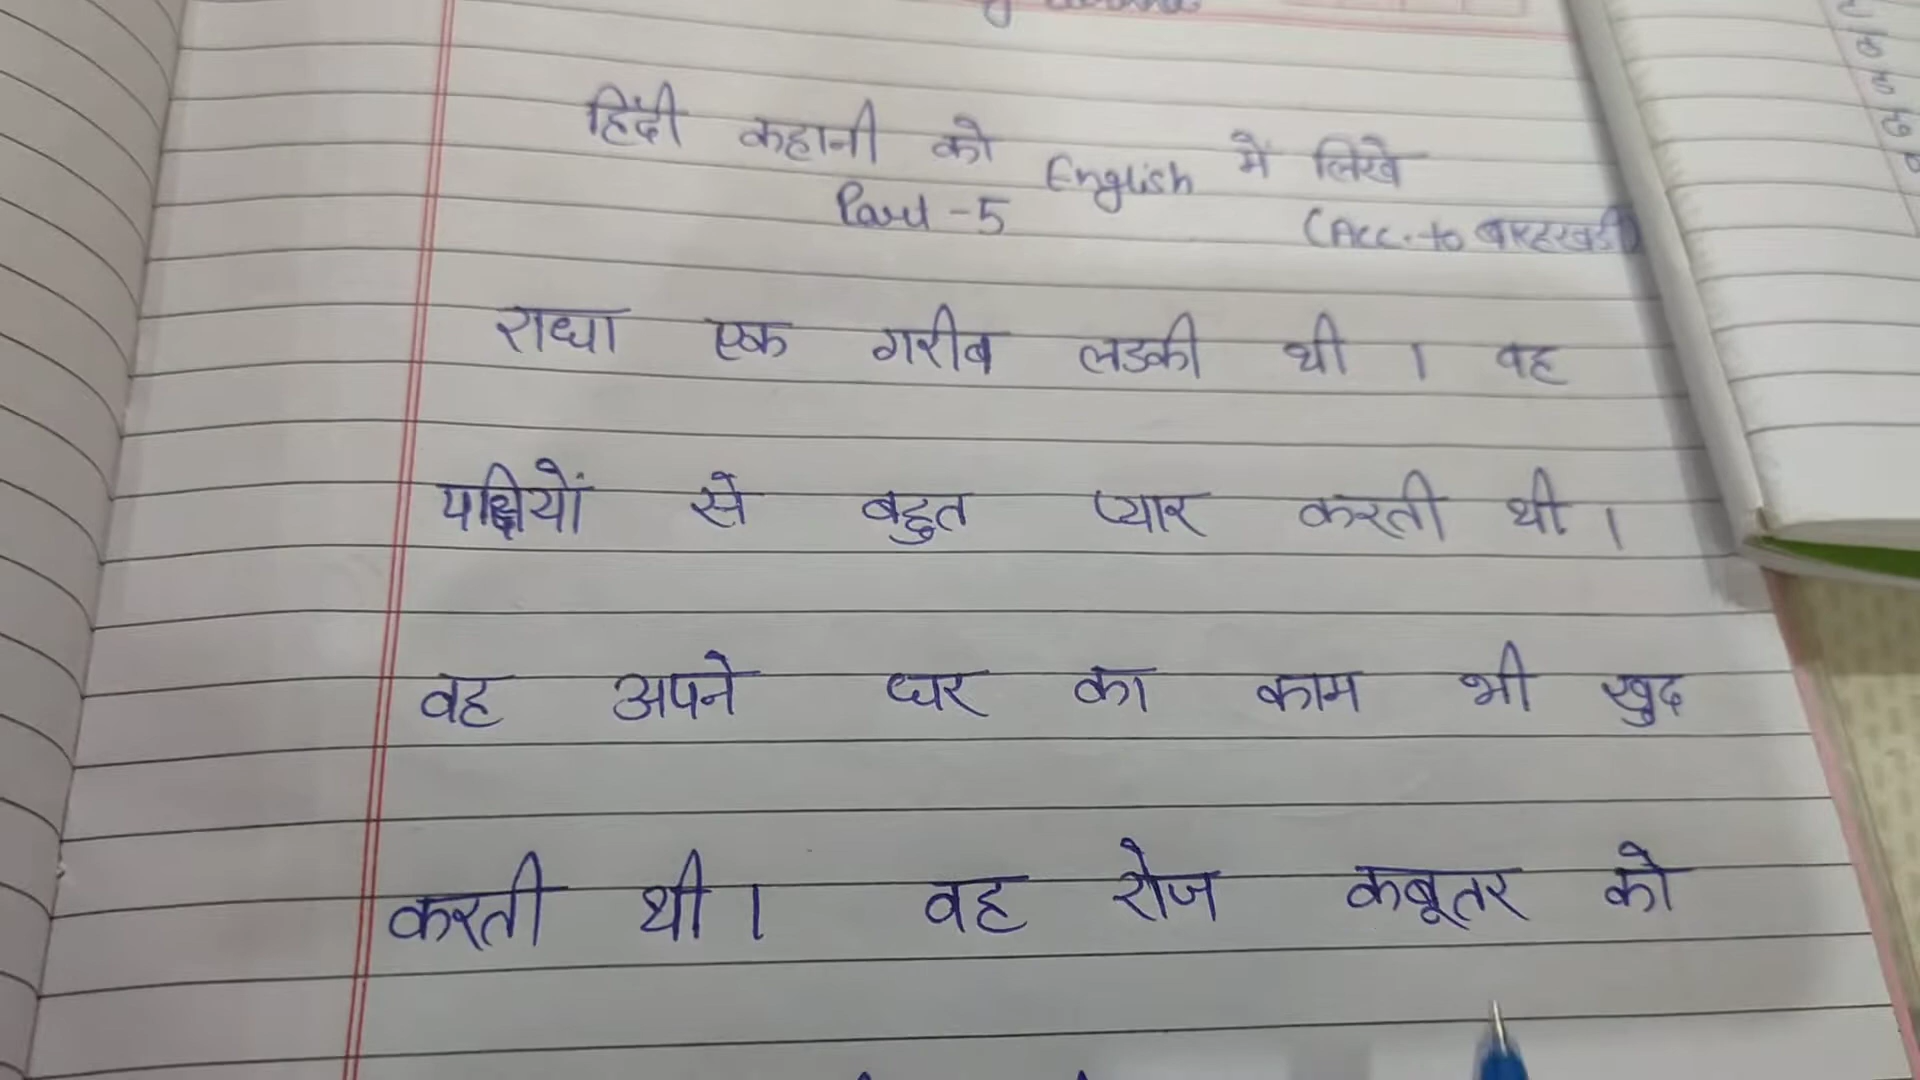 हिंदी कहानी को English में लिखे
Part-5 (Acc. to बारहखडी)
राधा एक गरीब लडकी थी । वह
पक्षियों से बहुत प्यार करती थी ।
वह अपने घर का काम भी खुद
करती थी । वह रोज कबूतर को